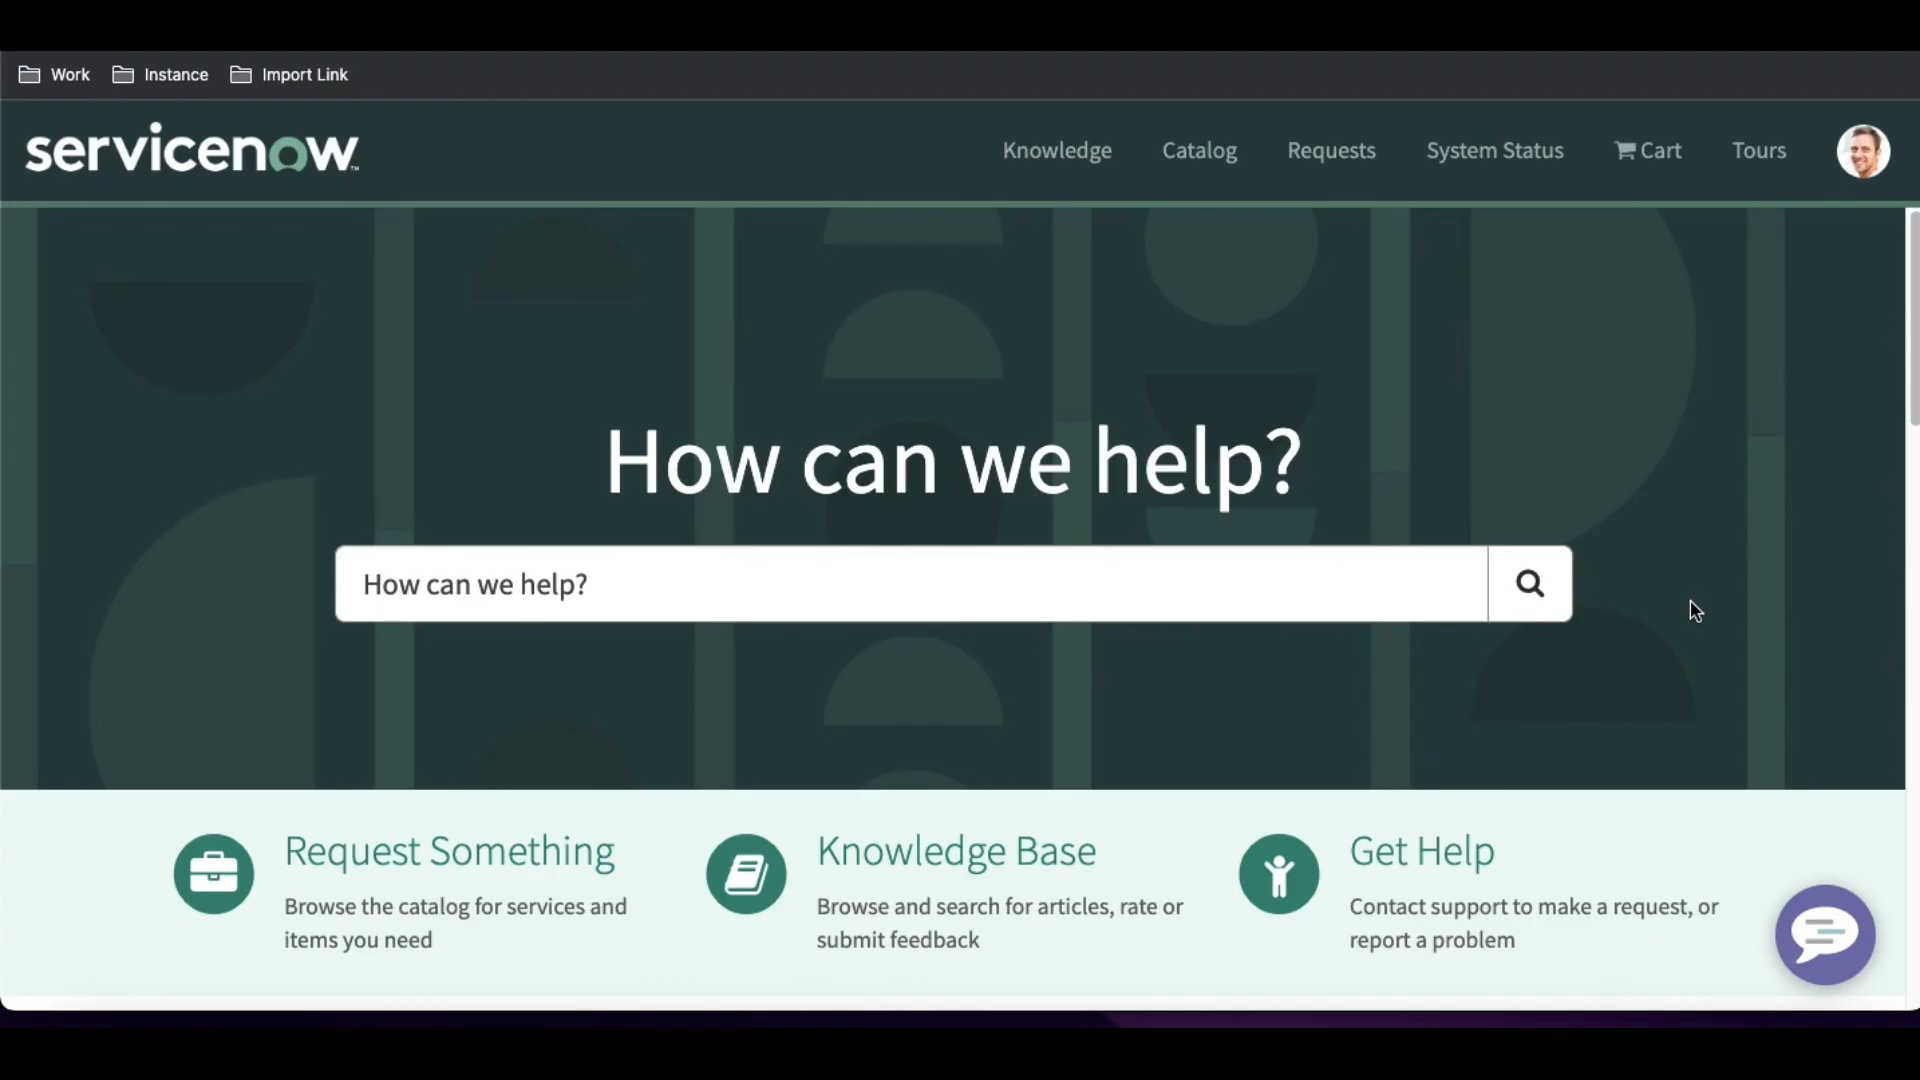 Work Instance Import Link
servicenow™ Knowledge Catalog Requests System Status Cart Tours
How can we help?
How can we help?
Request Something
Browse the catalog for services and
items you need
Knowledge Base
Browse and search for articles, rate or
submit feedback
Get Help
Contact support to make a request, or
report a problem